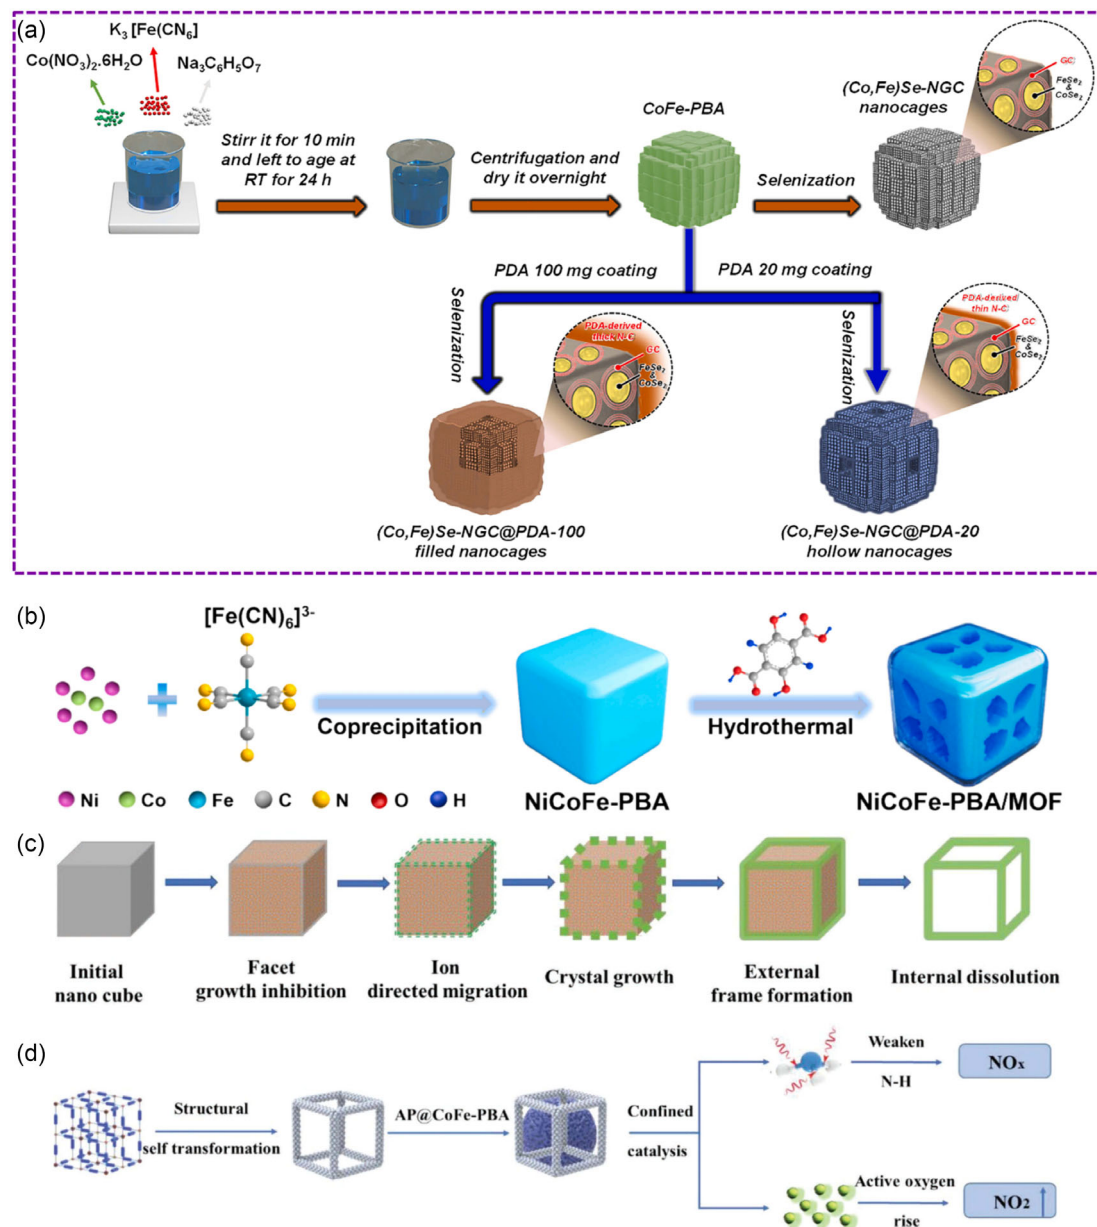 (a)
K3 [Fe(CN6]
Co(NO3)2.6H2O
Na3C6H5O7
Stirr it for 10 min
and left to age at
RT for 24 h
Centrifugation and
dry it overnight
CoFe-PBA
Selenization
(Co,Fe)Se-NGC
nanocages
GC
FeSe2
&
CoSe2
PDA 100 mg coating
PDA 20 mg coating
Selenization
PDA-derived
thick N-C
GC
FeSe2
&
CoSe2
Selenization
PDA-derived
thin N-C
GC
FeSe2
&
CoSe2
(Co,Fe)Se-NGC@PDA-100
filled nanocages
(Co,Fe)Se-NGC@PDA-20
hollow nanocages
(b)
[Fe(CN)6]3-
Coprecipitation
Hydrothermal
Ni Co Fe C N O H
NiCoFe-PBA
NiCoFe-PBA/MOF
(c)
Initial
nano cube
Facet
growth inhibition
Ion
directed migration
Crystal growth
External
frame formation
Internal dissolution
(d)
Structural
self transformation
AP@CoFe-PBA
Confined
catalysis
Weaken
N-H
NOx
Active oxygen
rise
NO2